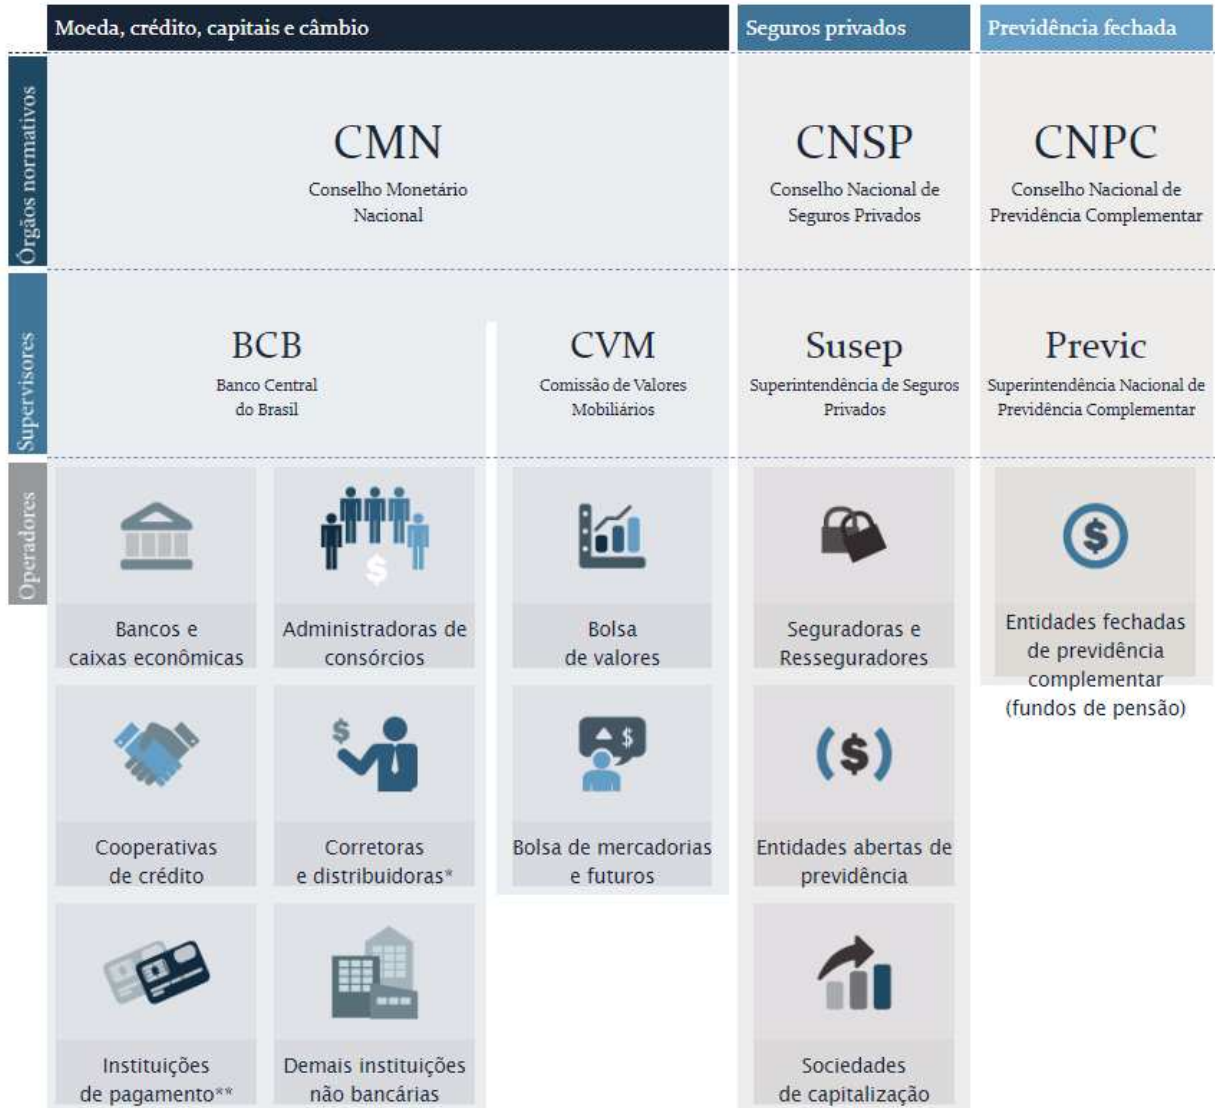 Moeda, crédito, capitais e câmbio
Seguros privados
Previdência fechada
Órgãos normativos
CMN
Conselho Monetário
Nacional
CNSP
Conselho Nacional de
Seguros Privados
CNPC
Conselho Nacional de
Previdência Complementar
Supervisores
BCB
Banco Central
do Brasil
CVM
Comissão de Valores
Mobiliários
Susep
Superintendência de Seguros
Privados
Previc
Superintendência Nacional de
Previdência Complementar
Operadores
Bancos e
caixas econômicas
Administradoras de
consórcios
Bolsa
de valores
Seguradoras e
Resseguradores
Entidades fechadas
de previdência
complementar
(fundos de pensão)
Cooperativas
de crédito
Corretoras
e distribuidoras*
Bolsa de mercadorias
e futuros
Entidades abertas de
previdência
Instituições
de pagamento**
Demais instituições
não bancárias
Sociedades
de capitalização